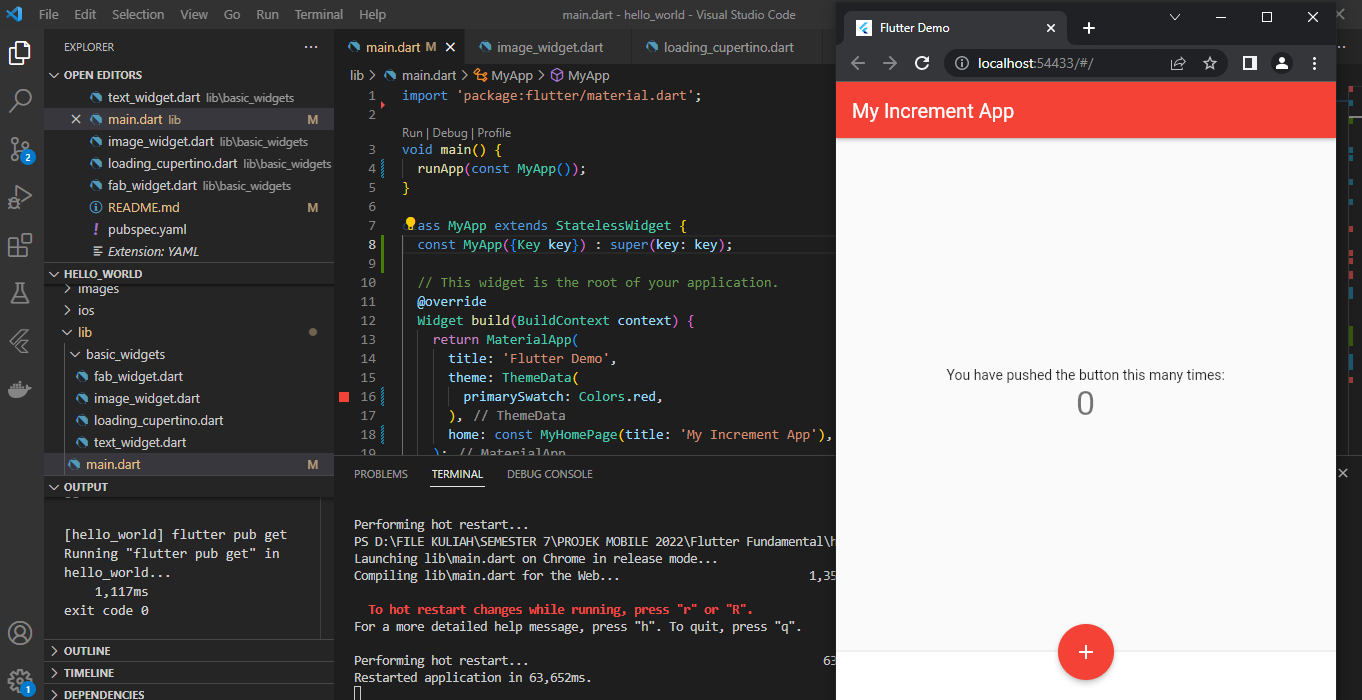 File Edit Selection View Go Run Terminal Help
main.dart - hello_world - Visual Studio Code
EXPLORER
OPEN EDITORS
text_widget.dart lib\basic_widgets
main.dart lib M
image_widget.dart lib\basic_widgets
loading_cupertino.dart lib\basic_widgets
fab_widget.dart lib\basic_widgets
README.md M
pubspec.yaml
Extension: YAML
HELLO_WORLD
images
ios
lib
basic_widgets
fab_widget.dart
image_widget.dart
loading_cupertino.dart
text_widget.dart
main.dart M
OUTPUT
[hello_world] flutter pub get
Running "flutter pub get" in
hello_world...
1,117ms
exit code 0
OUTLINE
TIMELINE
DEPENDENCIES
2
1
main.dart M image_widget.dart loading_cupertino.dart
lib > main.dart > MyApp > MyApp
1 import 'package:flutter/material.dart';
2
Run | Debug | Profile
3 void main() {
4 runApp(const MyApp());
5 }
6
7 ass MyApp extends StatelessWidget {
8 const MyApp({Key key}) : super(key: key);
9
10 // This widget is the root of your application.
11 @override
12 Widget build(BuildContext context) {
13 return MaterialApp(
14 title: 'Flutter Demo',
15 theme: ThemeData(
16 primarySwatch: Colors.red,
17 ), // ThemeData
18 home: const MyHomePage(title: 'My Increment App'),
19 ); // MaterialApp
PROBLEMS TERMINAL DEBUG CONSOLE
Performing hot restart...
PS D:\FILE KULIAH\SEMESTER 7\PROJEK MOBILE 2022\Flutter Fundamental\h
Launching lib\main.dart on Chrome in release mode...
Compiling lib\main.dart for the Web... 1,35
To hot restart changes while running, press "r" or "R".
For a more detailed help message, press "h". To quit, press "q".
Performing hot restart... 63
Restarted application in 63,652ms.
Flutter Demo
localhost:54433/#/
My Increment App
You have pushed the button this many times:
0
+